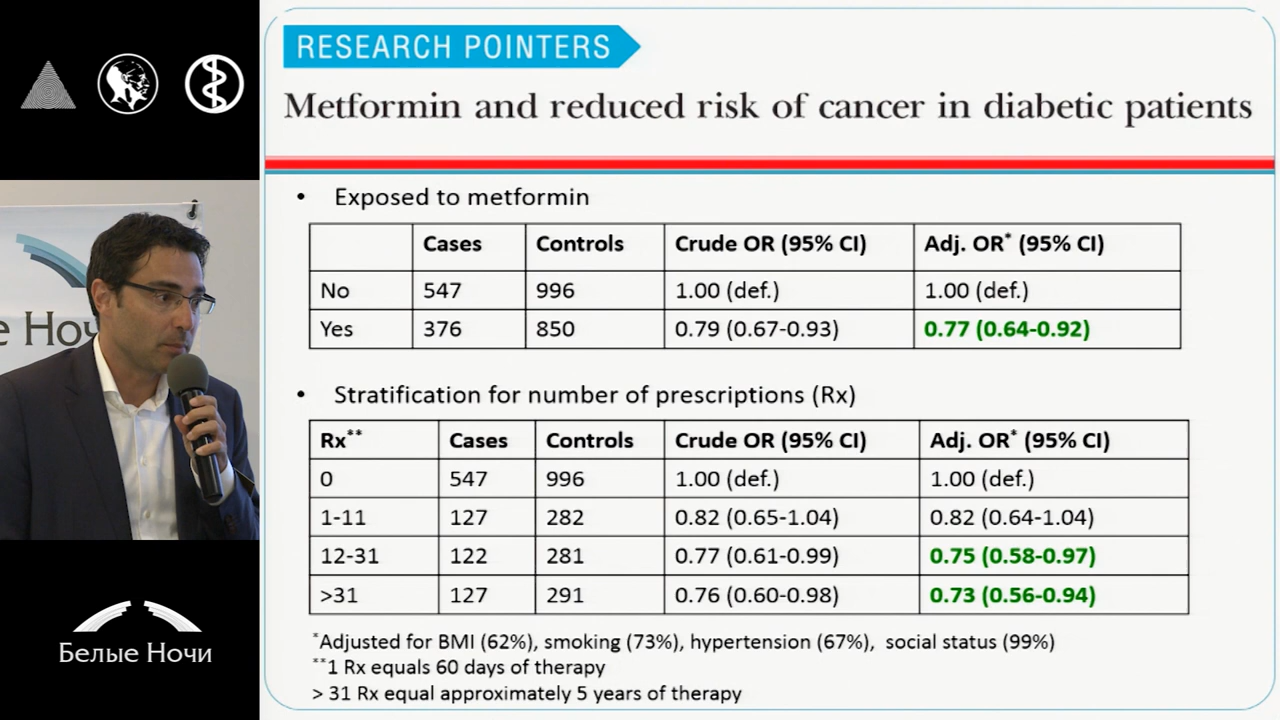 RESEARCH POINTERS
Metformin and reduced risk of cancer in diabetic patients
• Exposed to metformin
Cases Controls Crude OR (95% CI) Adj. OR* (95% CI)
No 547 996 1.00 (def.) 1.00 (def.)
Yes 376 850 0.79 (0.67-0.93) 0.77 (0.64-0.92)
• Stratification for number of prescriptions (Rx)
Rx** Cases Controls Crude OR (95% CI) Adj. OR* (95% CI)
0 547 996 1.00 (def.) 1.00 (def.)
1-11 127 282 0.82 (0.65-1.04) 0.82 (0.64-1.04)
12-31 122 281 0.77 (0.61-0.99) 0.75 (0.58-0.97)
>31 127 291 0.76 (0.60-0.98) 0.73 (0.56-0.94)
*Adjusted for BMI (62%), smoking (73%), hypertension (67%), social status (99%)
**1 Rx equals 60 days of therapy
> 31 Rx equal approximately 5 years of therapy
е Ноч
Белые Ночи